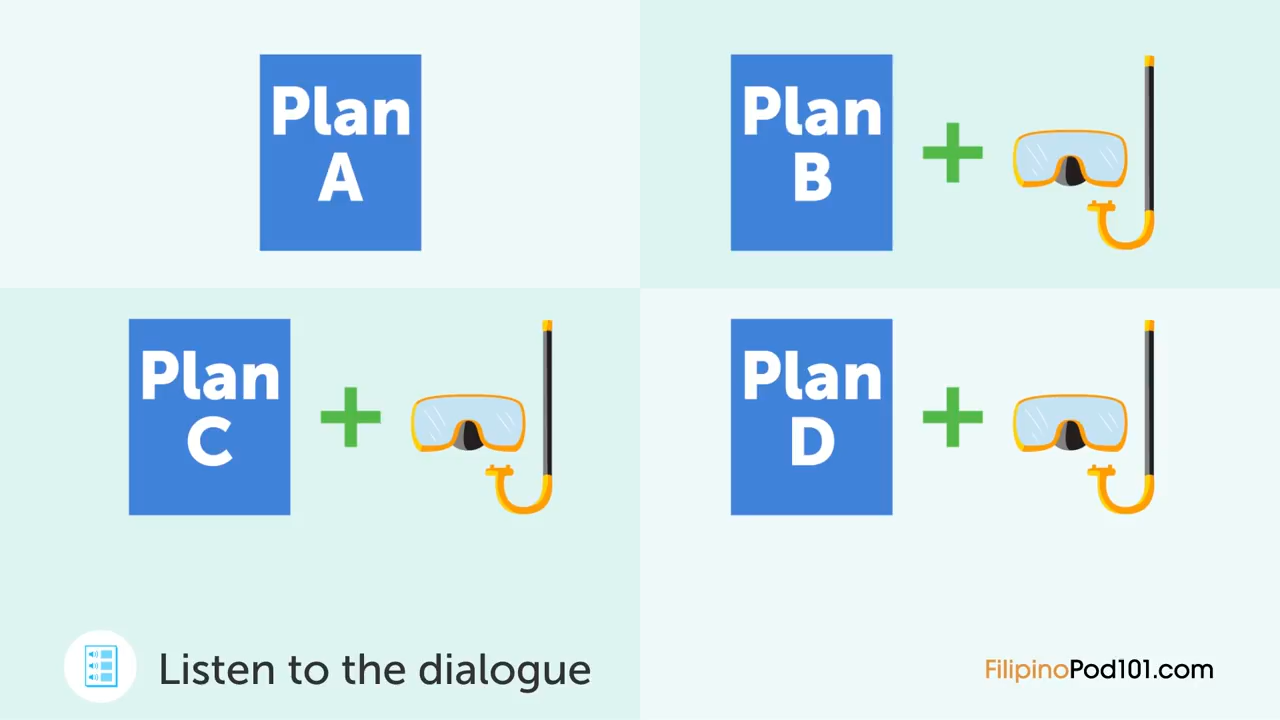 Plan
A
Plan
B
Plan
C
Plan
D
Listen to the dialogue
FilipinoPod101.com